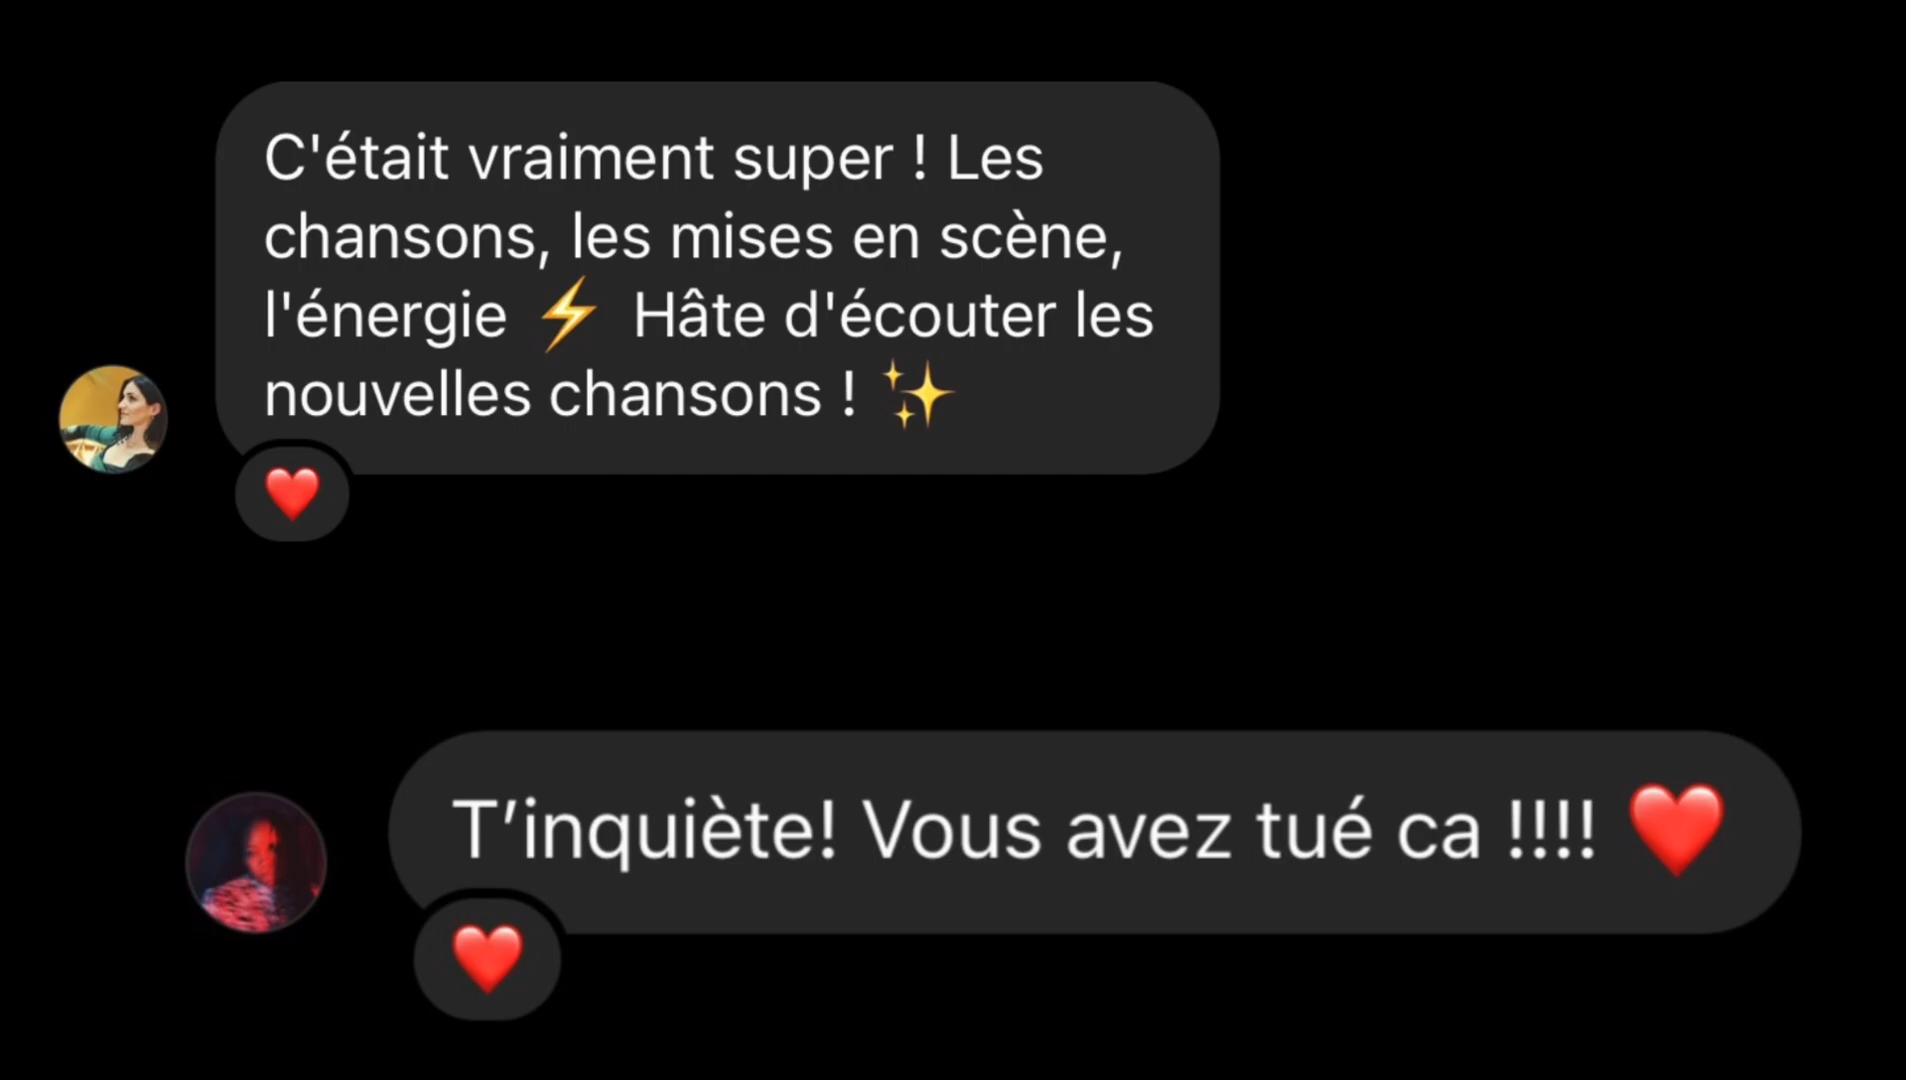 C'était vraiment super ! Les
chansons, les mises en scène,
l'énergie ⚡ Hâte d'écouter les
nouvelles chansons ! ✨
❤️
T’inquiète! Vous avez tué ca !!!! ❤️
❤️